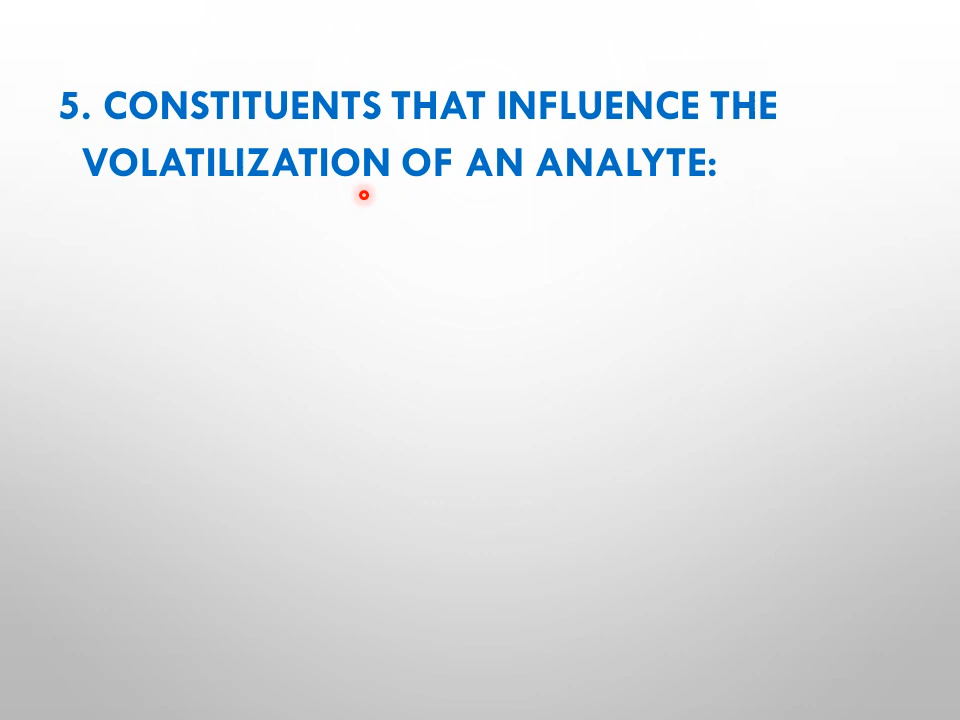 5. CONSTITUENTS THAT INFLUENCE THE
VOLATILIZATION OF AN ANALYTE: